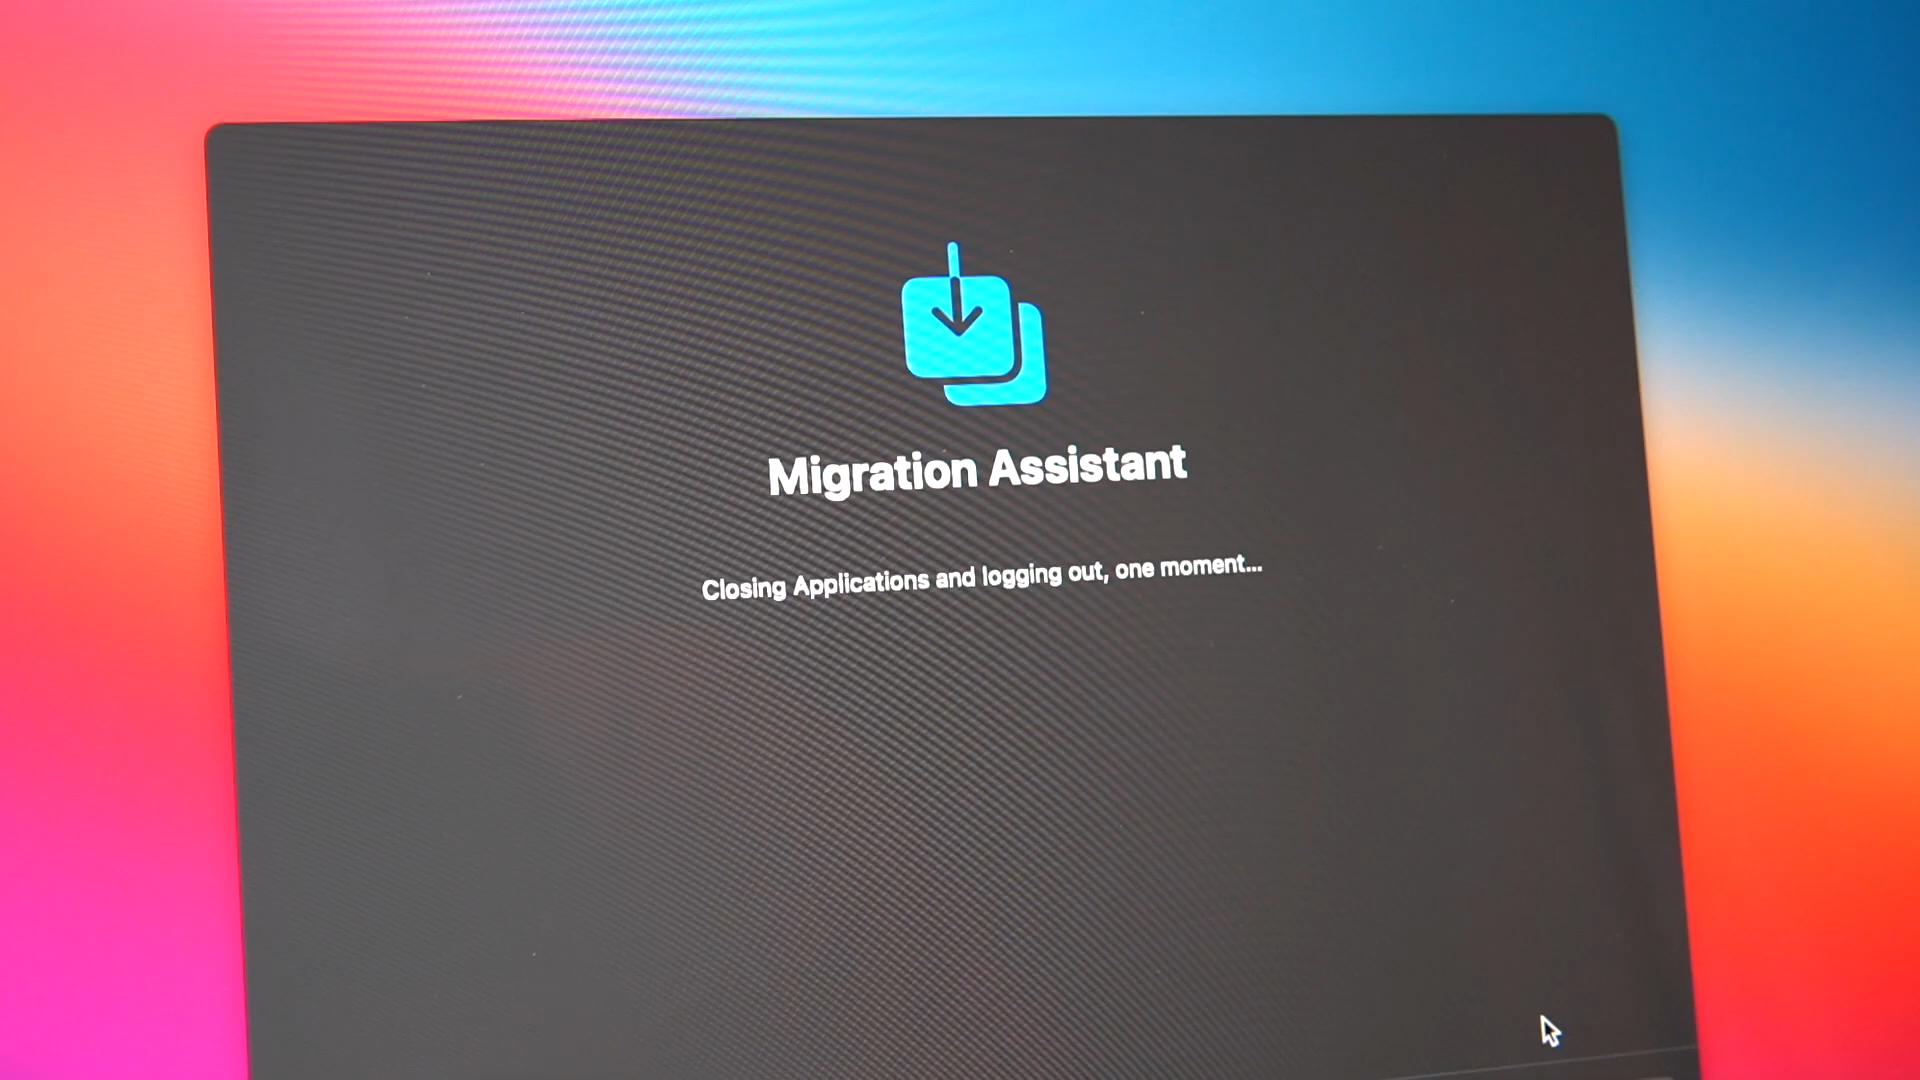 Migration Assistant
Closing Applications and logging out, one moment...